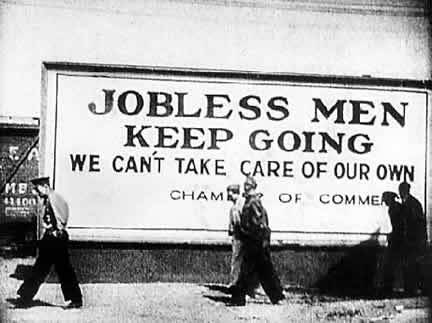 JOBLESS MEN
KEEP GOING
WE CAN'T TAKE CARE OF OUR OWN
CHAM OF COMME